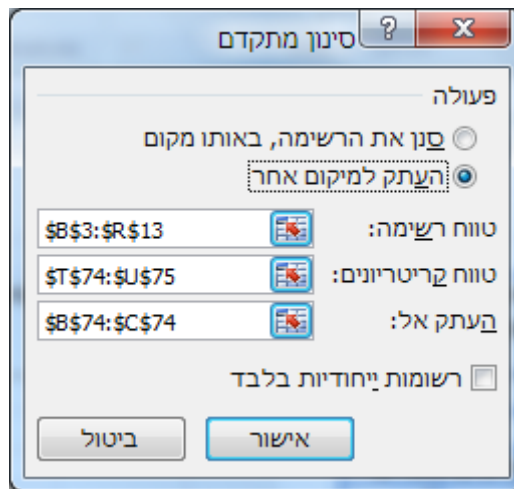 סינון מתקדם
פעולה
סנן את הרשימה, באותו מקום
העתק למיקום אחר
טווח רשימה: $B$3:$R$13
טווח קריטריונים: $T$74:$U$75
העתק אל: $B$74:$C$74
רשומות ייחודיות בלבד
אישור ביטול